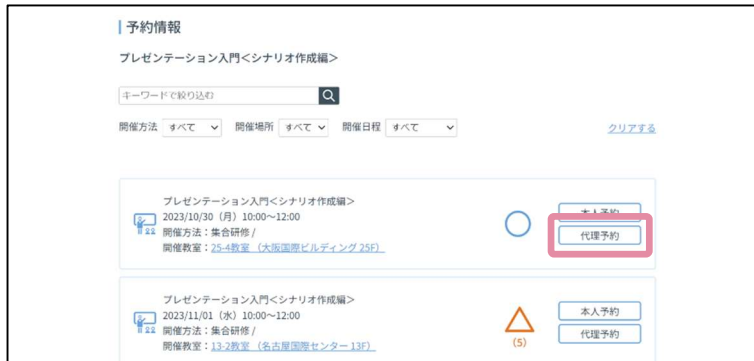 予約情報
プレゼンテーション入門<シナリオ作成編>
キーワードで絞り込む
開催方法 すべて 開催場所 すべて 開催日程 すべて クリアする
プレゼンテーション入門<シナリオ作成編>
2023/10/30（月）10:00～12:00
開催方法：集合研修 /
開催教室：25-4教室 （大阪国際ビルディング 25F）
本人予約
代理予約
プレゼンテーション入門<シナリオ作成編>
2023/11/01（水）10:00～12:00
開催方法：集合研修 /
開催教室：13-2教室 （名古屋国際センター 13F）
(5)
本人予約
代理予約